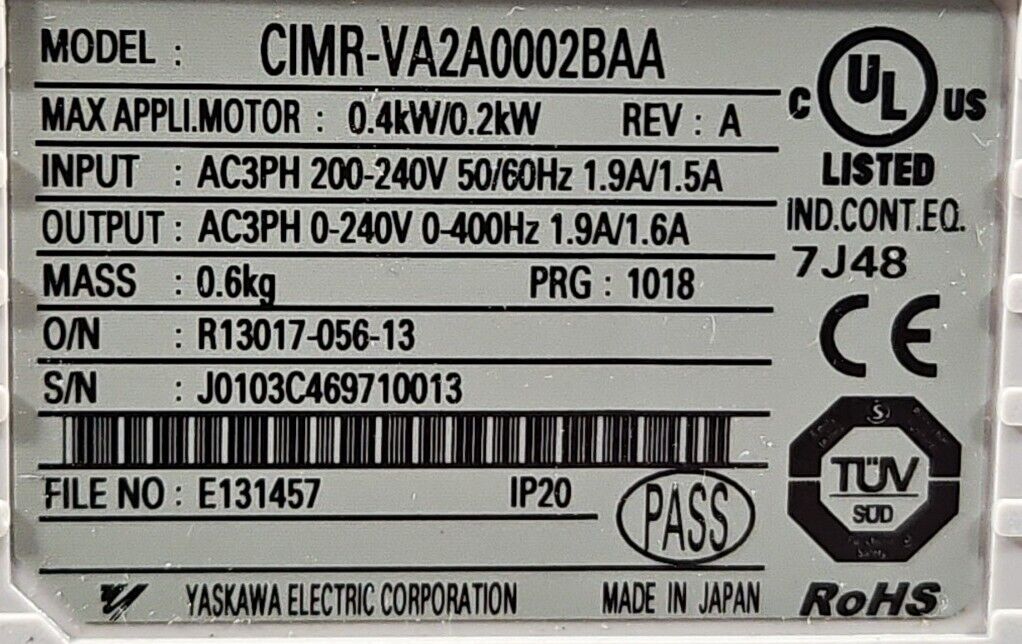 MODEL : CIMR-VA2A0002BAA
MAX APPLI.MOTOR : 0.4kW/0.2kW REV : A
INPUT : AC3PH 200-240V 50/60Hz 1.9A/1.5A
OUTPUT : AC3PH 0-240V 0-400Hz 1.9A/1.6A
MASS : 0.6kg PRG : 1018
O/N : R13017-056-13
S/N : J0103C469710013
FILE NO : E131457 IP20
PASS
YASKAWA ELECTRIC CORPORATION MADE IN JAPAN
C UL US
LISTED
IND.CONT.EQ.
7J48
CE
S
TÜV
SÜD
RoHS